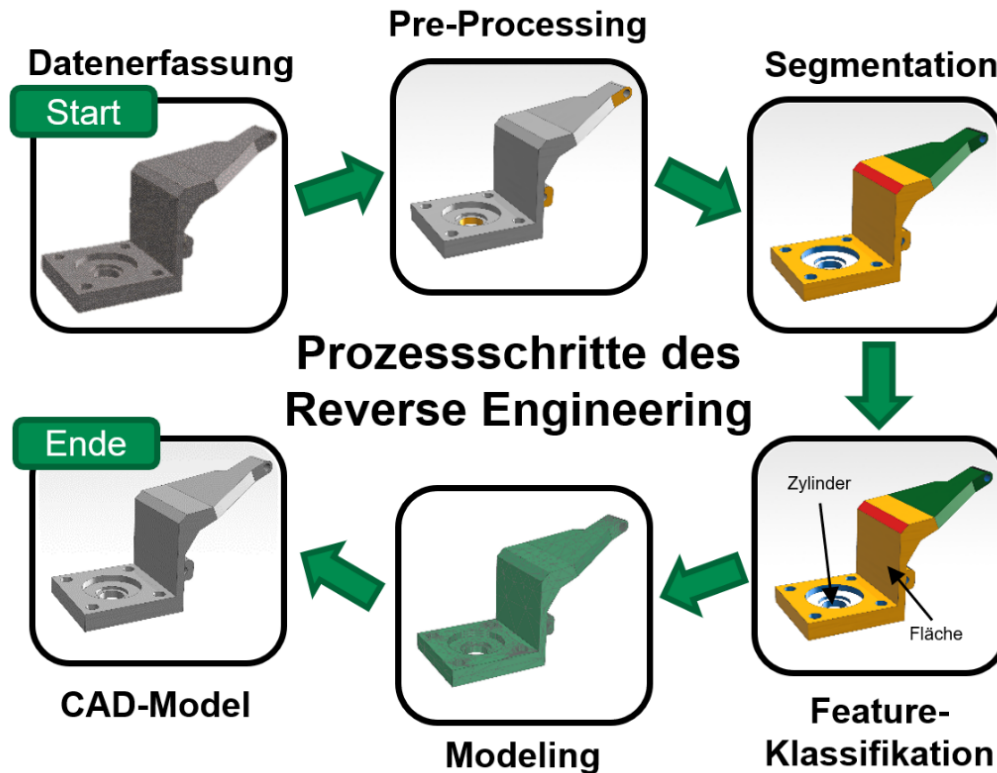 Datenerfassung
Start
Pre-Processing
Segmentation
Prozessschritte des
Reverse Engineering
Zylinder
Fläche
Feature-
Klassifikation
Modeling
Ende
CAD-Model